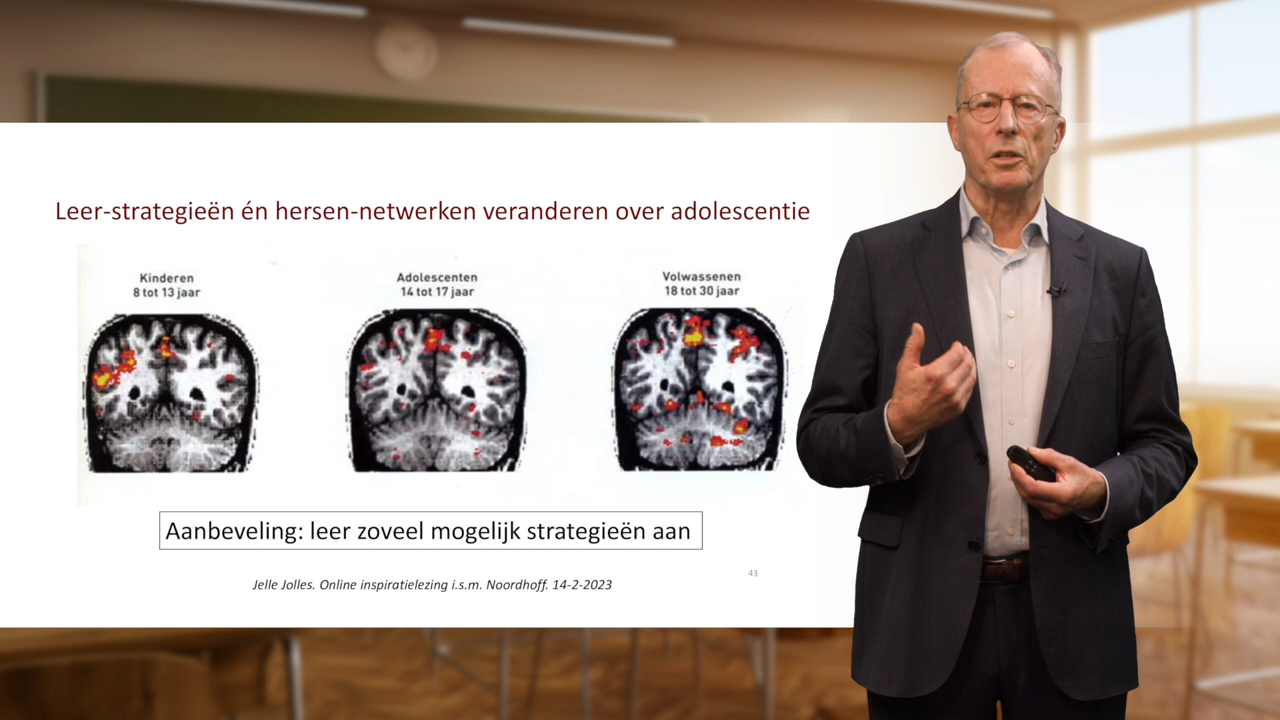 Leer-strategieën én hersen-netwerken veranderen over adolescentie
Kinderen
8 tot 13 jaar
Adolescenten
14 tot 17 jaar
Volwassenen
18 tot 30 jaar
Aanbeveling: leer zoveel mogelijk strategieën aan
43
Jelle Jolles. Online inspiratielezing i.s.m. Noordhoff. 14-2-2023